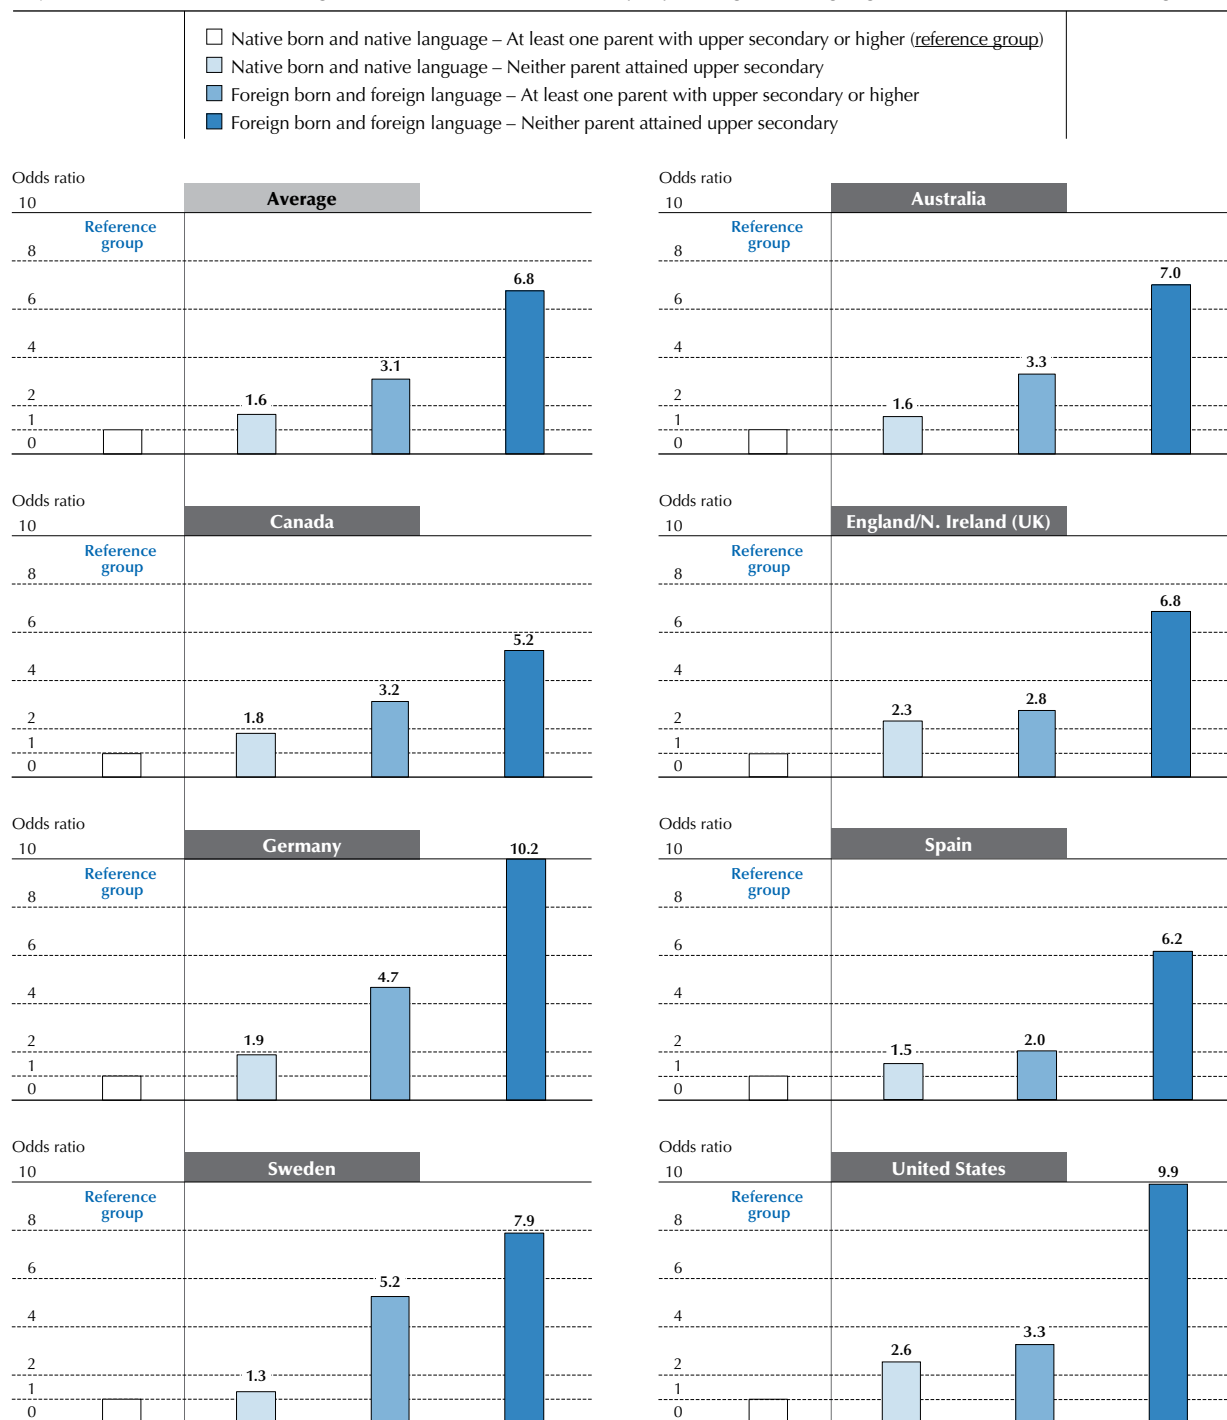 Native born and native language – At least one parent with upper secondary or higher (reference group)
Native born and native language – Neither parent attained upper secondary
Foreign born and foreign language – At least one parent with upper secondary or higher
Foreign born and foreign language – Neither parent attained upper secondary
Odds ratio
Average
10
Reference
group
8
6
4
2
1
0
1.6
3.1
6.8
Odds ratio
Australia
10
Reference
group
8
6
4
2
1
0
1.6
3.3
7.0
Odds ratio
Canada
10
Reference
group
8
6
4
2
1
0
1.8
3.2
5.2
Odds ratio
England/N. Ireland (UK)
10
Reference
group
8
6
4
2
1
0
2.3
2.8
6.8
Odds ratio
Germany
10
Reference
group
8
6
4
2
1
0
1.9
4.7
10.2
Odds ratio
Spain
10
Reference
group
8
6
4
2
1
0
1.5
2.0
6.2
Odds ratio
Sweden
10
Reference
group
8
6
4
2
1
0
1.3
5.2
7.9
Odds ratio
United States
10
Reference
group
8
6
4
2
1
0
2.6
3.3
9.9